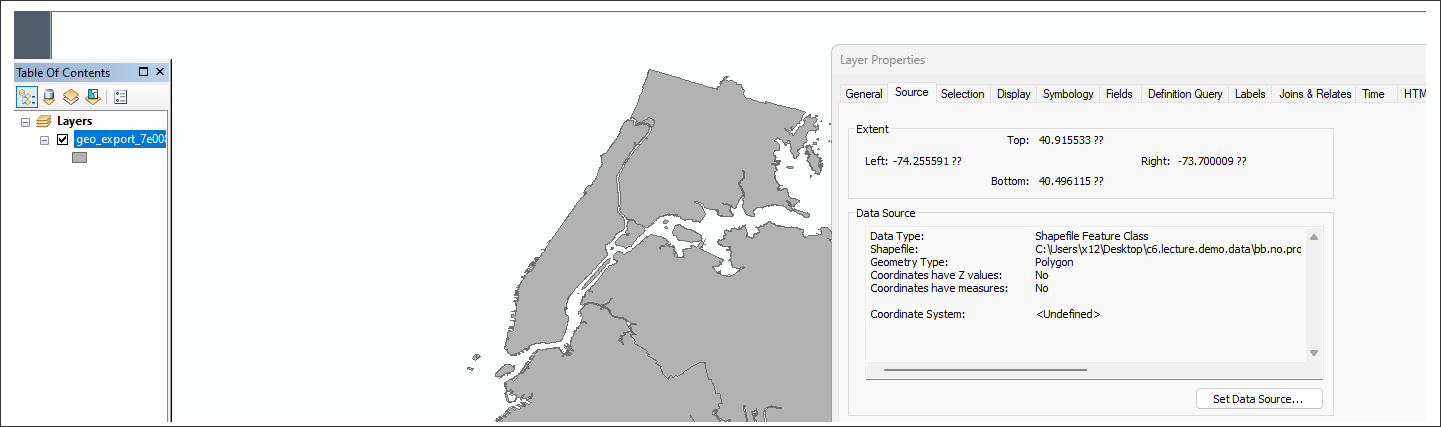 Table Of Contents
Layers
geo_export_7e008
Layer Properties
General Source Selection Display Symbology Fields Definition Query Labels Joins & Relates Time HTM
Extent
Top: 40.915533 ??
Left: -74.255591 ?? Right: -73.700009 ??
Bottom: 40.496115 ??
Data Source
Data Type: Shapefile Feature Class
Shapefile: C:\Users\x12\Desktop\c6.lecture.demo.data\bb.no.pro
Geometry Type: Polygon
Coordinates have Z values: No
Coordinates have measures: No
Coordinate System: <Undefined>
Set Data Source...